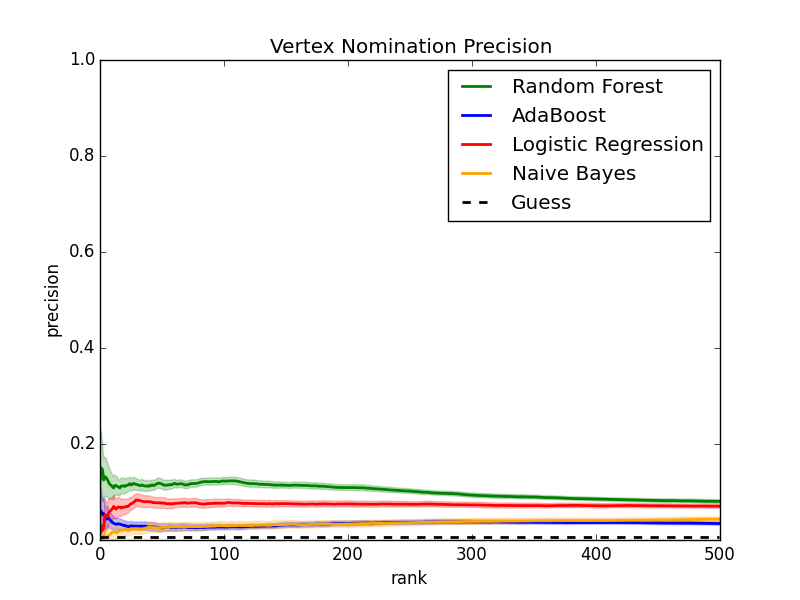 Vertex Nomination Precision
1.0
0.8
0.6
0.4
0.2
0.0
precision
Random Forest
AdaBoost
Logistic Regression
Naive Bayes
Guess
0
100
200
300
400
500
rank